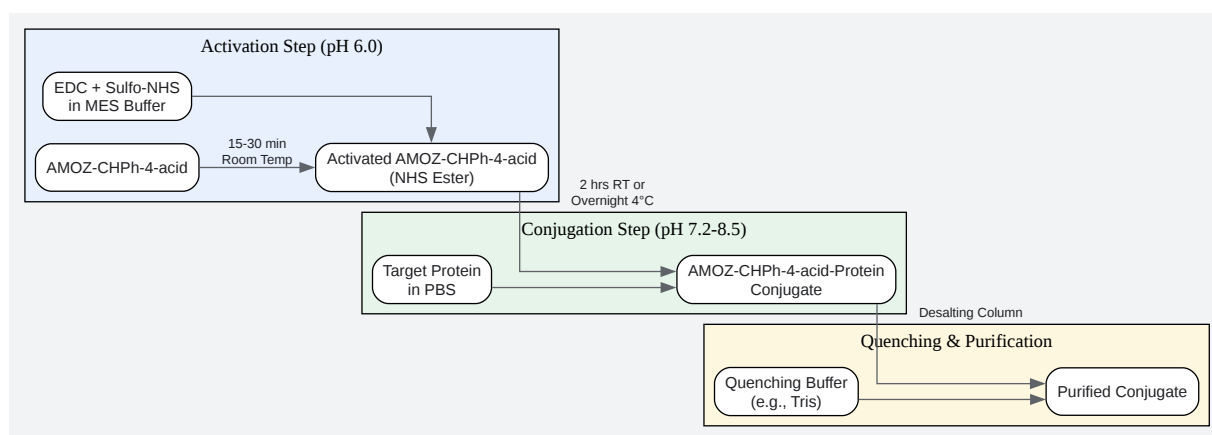 Activation Step (pH 6.0)
EDC + Sulfo-NHS
in MES Buffer
AMOZ-CHPh-4-acid
15-30 min
Room Temp
Activated AMOZ-CHPh-4-acid
(NHS Ester)
2 hrs RT or
Overnight 4°C
Conjugation Step (pH 7.2-8.5)
Target Protein
in PBS
AMOZ-CHPh-4-acid-Protein
Conjugate
Desalting Column
Quenching & Purification
Quenching Buffer
(e.g., Tris)
Purified Conjugate